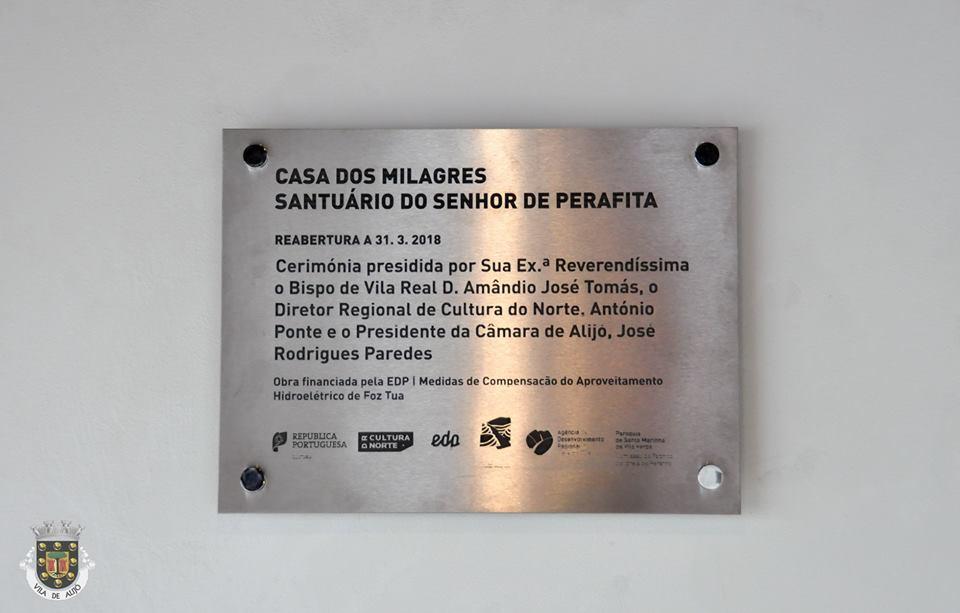 CASA DOS MILAGRES
SANTUÁRIO DO SENHOR DE PERAFITA
REABERTURA A 31. 3. 2018
Cerimónia presidida por Sua Ex.ª Reverendíssima
o Bispo de Vila Real D. Amândio José Tomás, o
Diretor Regional de Cultura do Norte, António
Ponte e o Presidente da Câmara de Alijó, José
Rodrigues Paredes
Obra financiada pela EDP | Medidas de Compensacão do Aproveitamento
Hidroelétrico de Foz Tua
REPÚBLICA
PORTUGUESA
CULTURA
NORTE
edp
Agência
Desenvolvimento
Regional
Paróquia
de Santa Marinha
de Vila Verde
VILA DE ALIJÓ